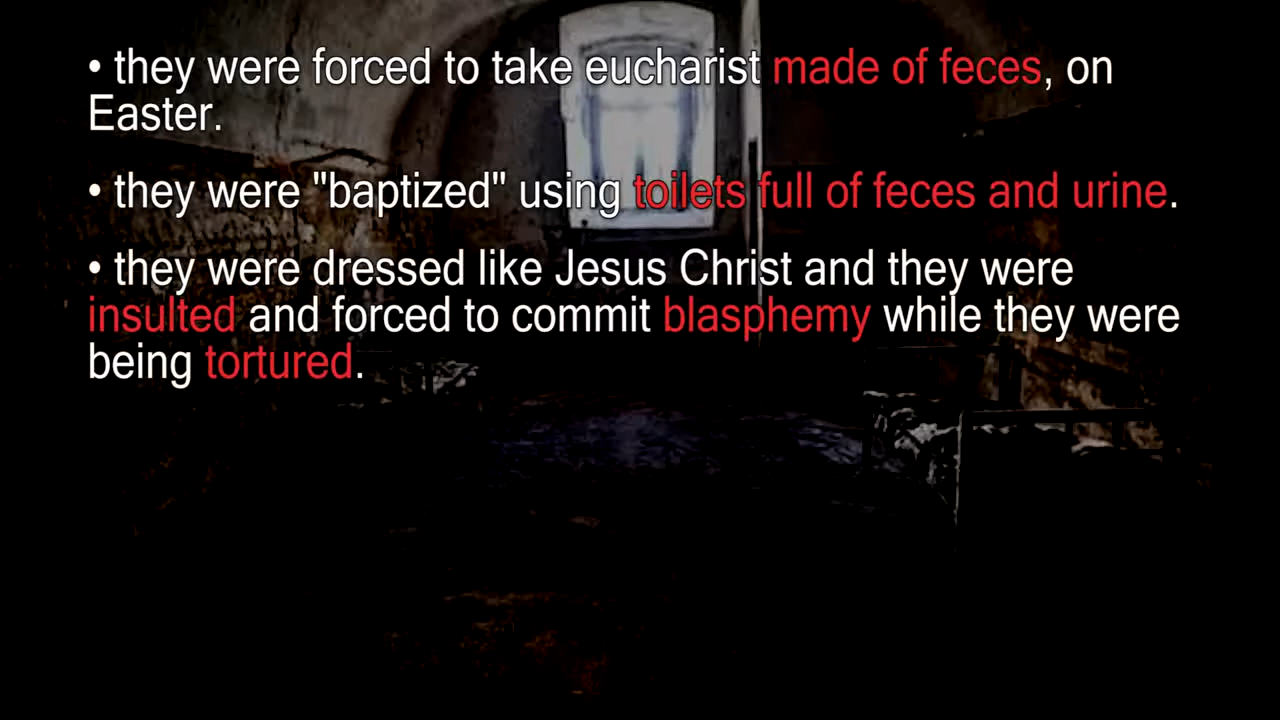 • they were forced to take eucharist made of feces, on
Easter.
• they were "baptized" using toilets full of feces and urine.
• they were dressed like Jesus Christ and they were
insulted and forced to commit blasphemy while they were
being tortured.